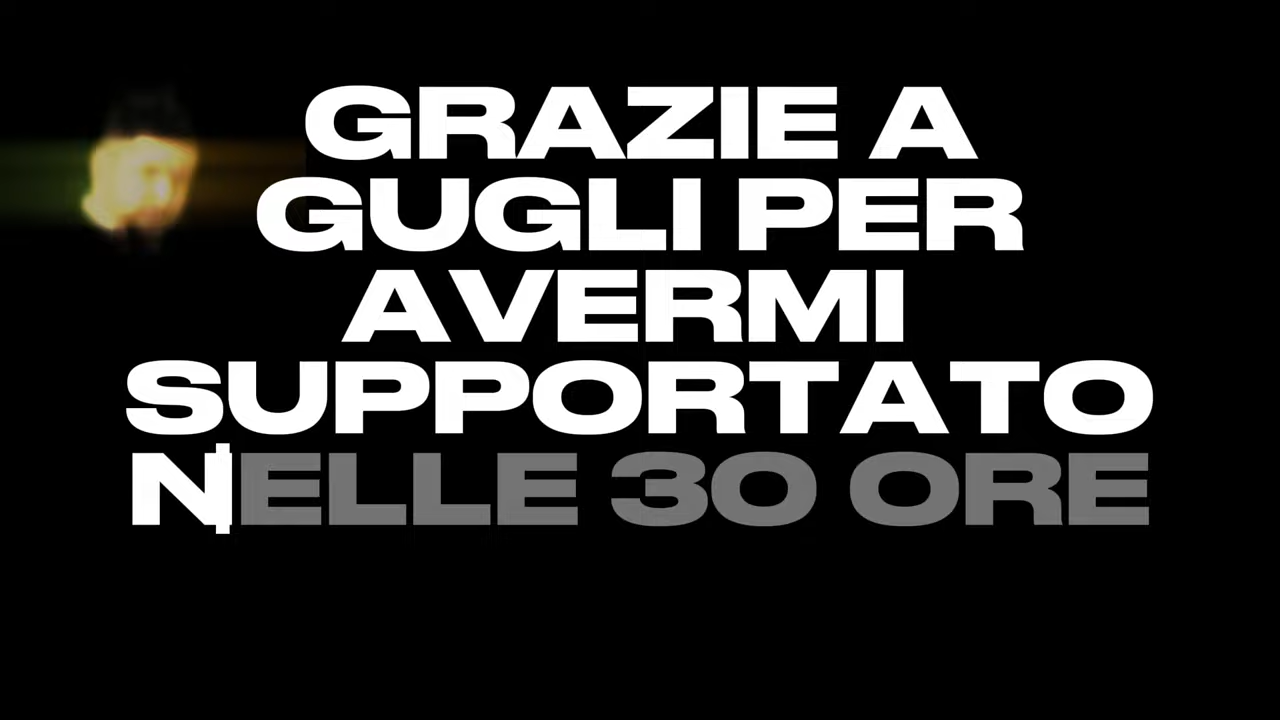 GRAZIE A
GUGLI PER
AVERMI
SUPPORTATO
NELLE 30 ORE